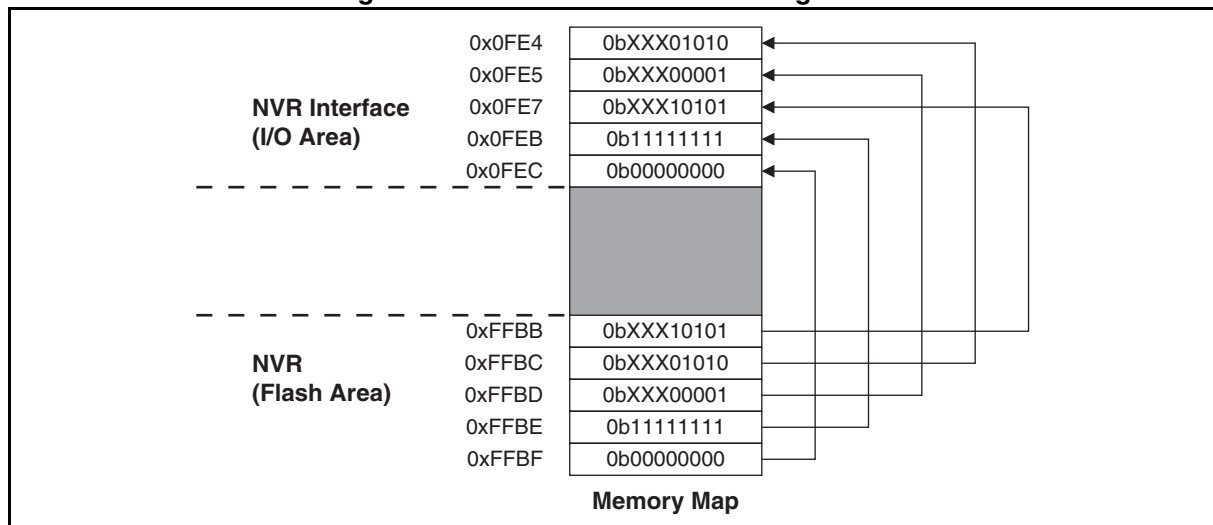 0x0FE4 0bXXX01010
0x0FE5 0bXXX00001
NVR Interface 0x0FE7 0bXXX10101
(I/O Area) 0x0FEB 0b11111111
0x0FEC 0b00000000
0xFFBB 0bXXX10101
NVR 0xFFBC 0bXXX01010
(Flash Area) 0xFFBD 0bXXX00001
0xFFBE 0b11111111
0xFFBF 0b00000000
Memory Map